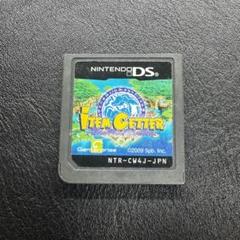 NINTENDO DS
ITEM GETTER
©2009 Spb, Inc.
NTR-CW4J-JPN